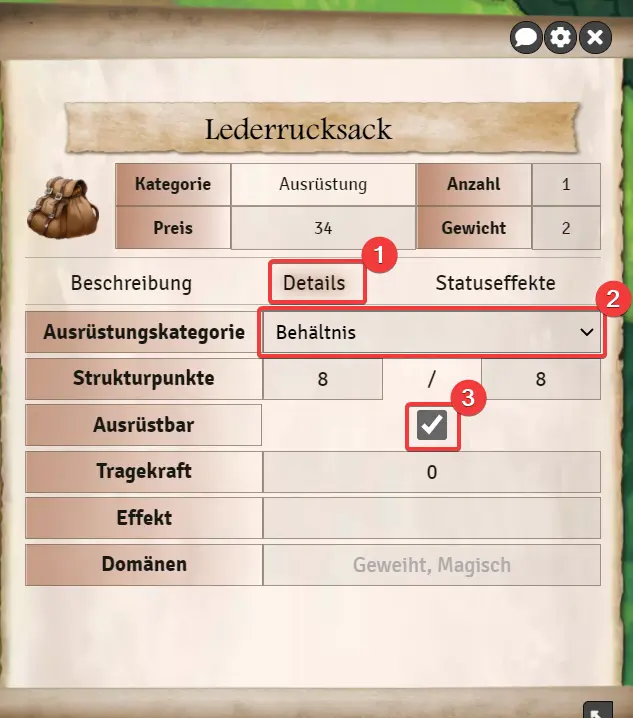 Lederrucksack
Kategorie Ausrüstung Anzahl 1
Preis 34 Gewicht 2
1
Beschreibung Details Statuseffekte
2
Ausrüstungskategorie Behältnis
Strukturpunkte 8 / 8
3
Ausrüstbar
Tragekraft 0
Effekt
Domänen Geweiht, Magisch